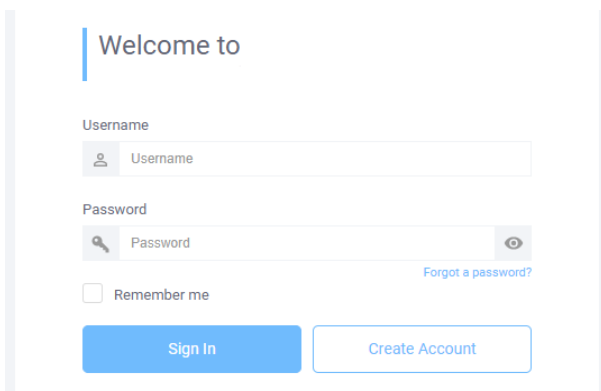 Welcome to
Username
Username
Password
Password
Forgot a password?
Remember me
Sign In
Create Account